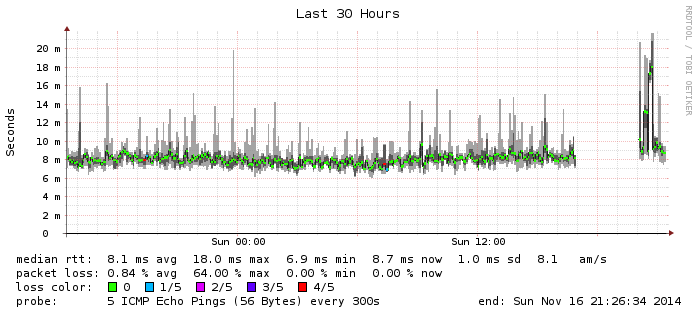 Last 30 Hours
RRDTOOL / TOBI OETIKER
Seconds
20 m
18 m
16 m
14 m
12 m
10 m
8 m
6 m
4 m
2 m
0
Sun 00:00 Sun 12:00
median rtt: 8.1 ms avg 18.0 ms max 6.9 ms min 8.7 ms now 1.0 ms sd 8.1 am/s
packet loss: 0.84 % avg 64.00 % max 0.00 % min 0.00 % now
loss color: 0 1/5 2/5 3/5 4/5
probe: 5 ICMP Echo Pings (56 Bytes) every 300s end: Sun Nov 16 21:26:34 2014